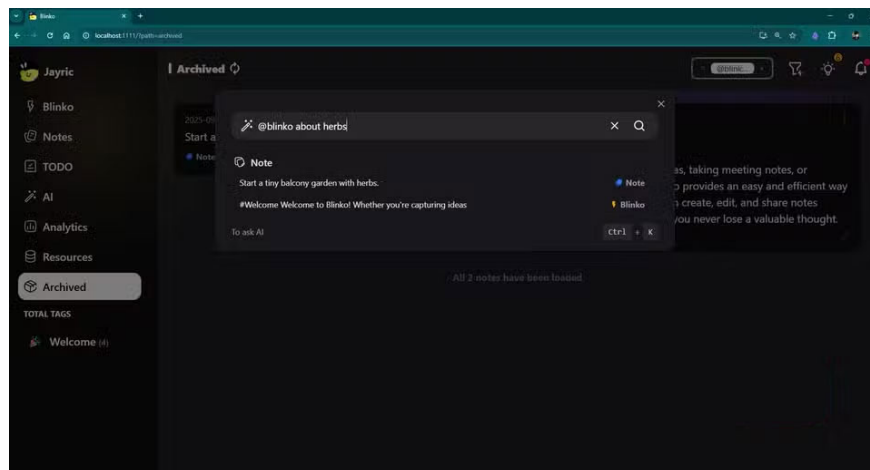 Blinko
localhost:1111/?path=archived
Jayric
Archived
@blinko
Blinko
Notes
TODO
AI
Analytics
Resources
Archived
TOTAL TAGS
Welcome (4)
Start a
Note
@blinko about herbs
Note
Start a tiny balcony garden with herbs.
Note
#Welcome Welcome to Blinko! Whether you're capturing ideas
Blinko
To ask AI
Ctrl + K
as, taking meeting notes, or
provides an easy and efficient way
create, edit, and share notes
you never lose a valuable thought.
All 2 notes have been loaded